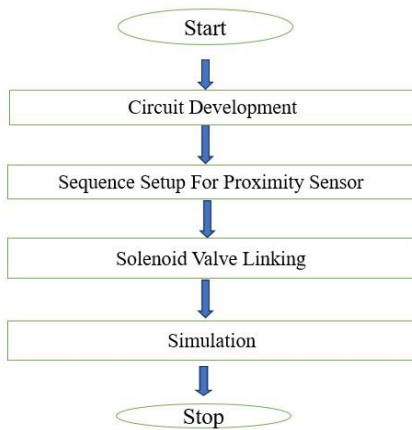 Start
Circuit Development
Sequence Setup For Proximity Sensor
Solenoid Valve Linking
Simulation
Stop